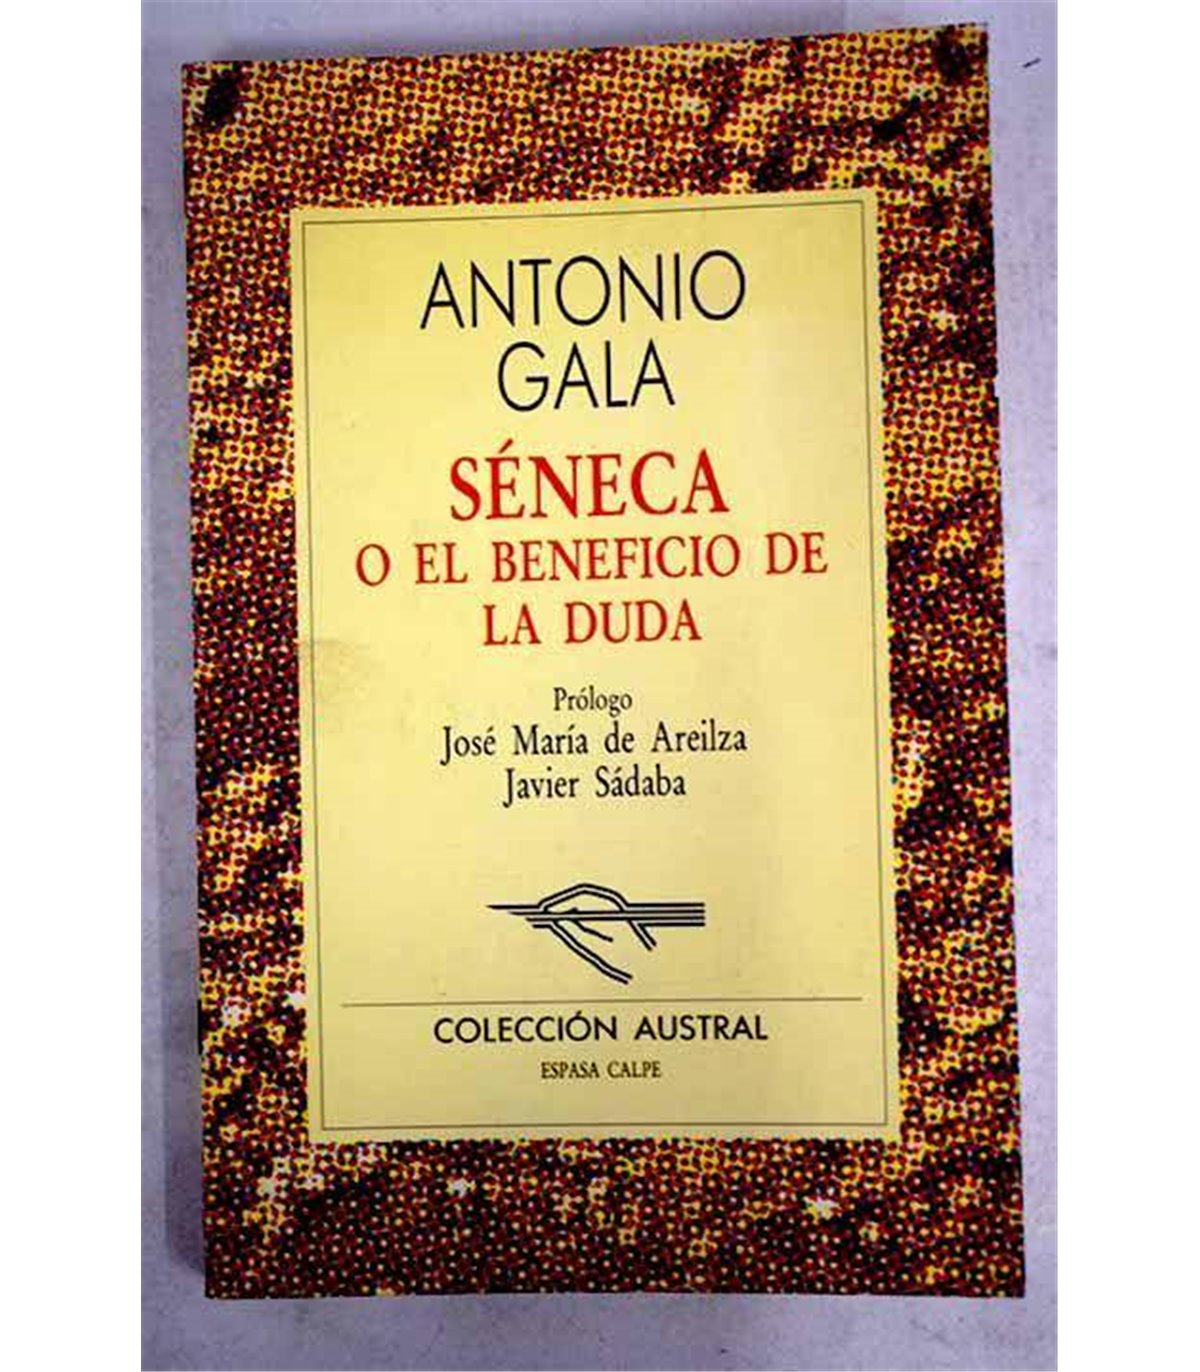 ANTONIO
GALA
SÉNECA
O EL BENEFICIO DE
LA DUDA
Prólogo
José María de Areilza
Javier Sádaba
COLECCIÓN AUSTRAL
ESPASA CALPE